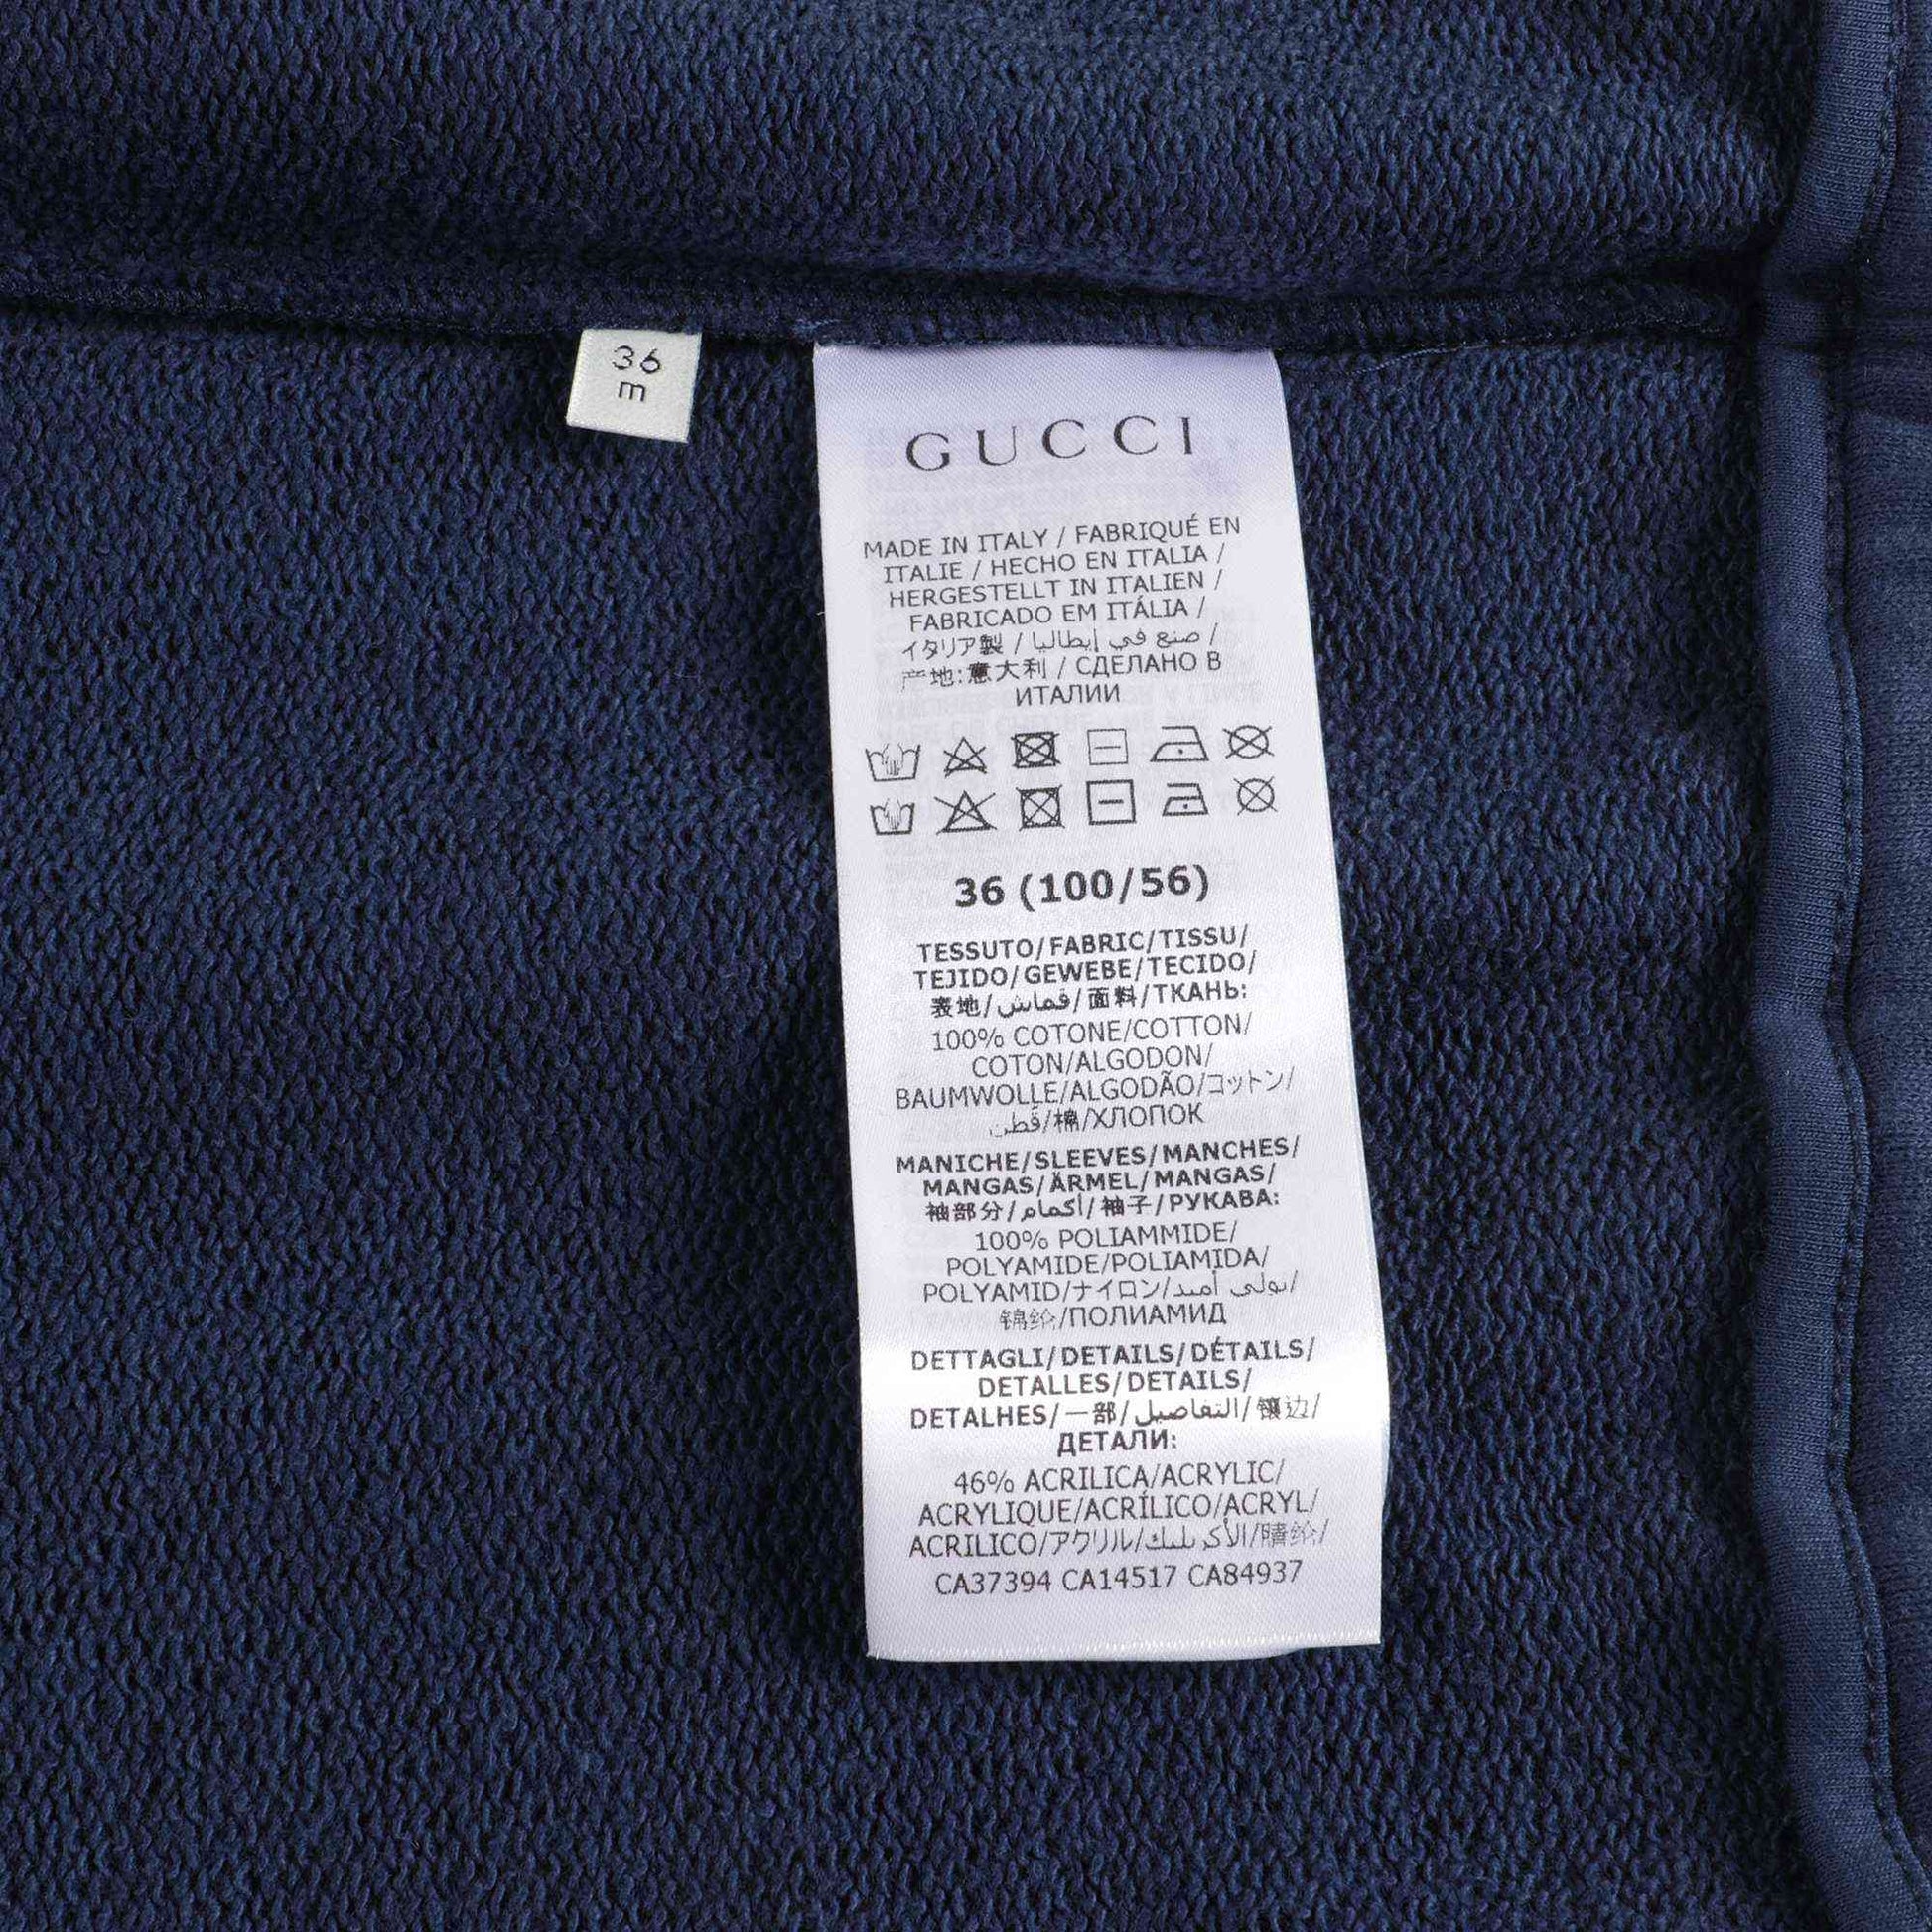 36
m
GUCCI
MADE IN ITALY / FABRIQUÉ EN
ITALIE / HECHO EN ITALIA /
HERGESTELLT IN ITALIEN /
FABRICADO EM ITÁLIA /
イタリア製 / صنع في إيطاليا /
产地:意大利 / СДЕЛАНО В
ИТАЛИИ
36 (100/56)
TESSUTO/FABRIC/TISSU/
TEJIDO/GEWEBE/TECIDO/
表地/قماش/面料/ТКАНЬ:
100% COTONE/COTTON/
COTON/ALGODON/
BAUMWOLLE/ALGODÃO/コットン/
قطن/棉/ХЛОПОК
MANICHE/SLEEVES/MANCHES/
MANGAS/ÄRMEL/MANGAS/
袖部分/أكمام/袖子/РУКАВА:
100% POLIAMMIDE/
POLYAMIDE/POLIAMIDA/
POLYAMID/ナイロン/بولي أميد/
锦纶/ПОЛИАМИД
DETTAGLI/DETAILS/DÉTAILS/
DETALLES/DETAILS/
DETALHES/一部/التفاصيل/镶边/
ДЕТАЛИ:
46% ACRILICA/ACRYLIC/
ACRYLIQUE/ACRÍLICO/ACRYL/
ACRILICO/アクリル/الأكريليك/腈纶/
CA37394 CA14517 CA84937